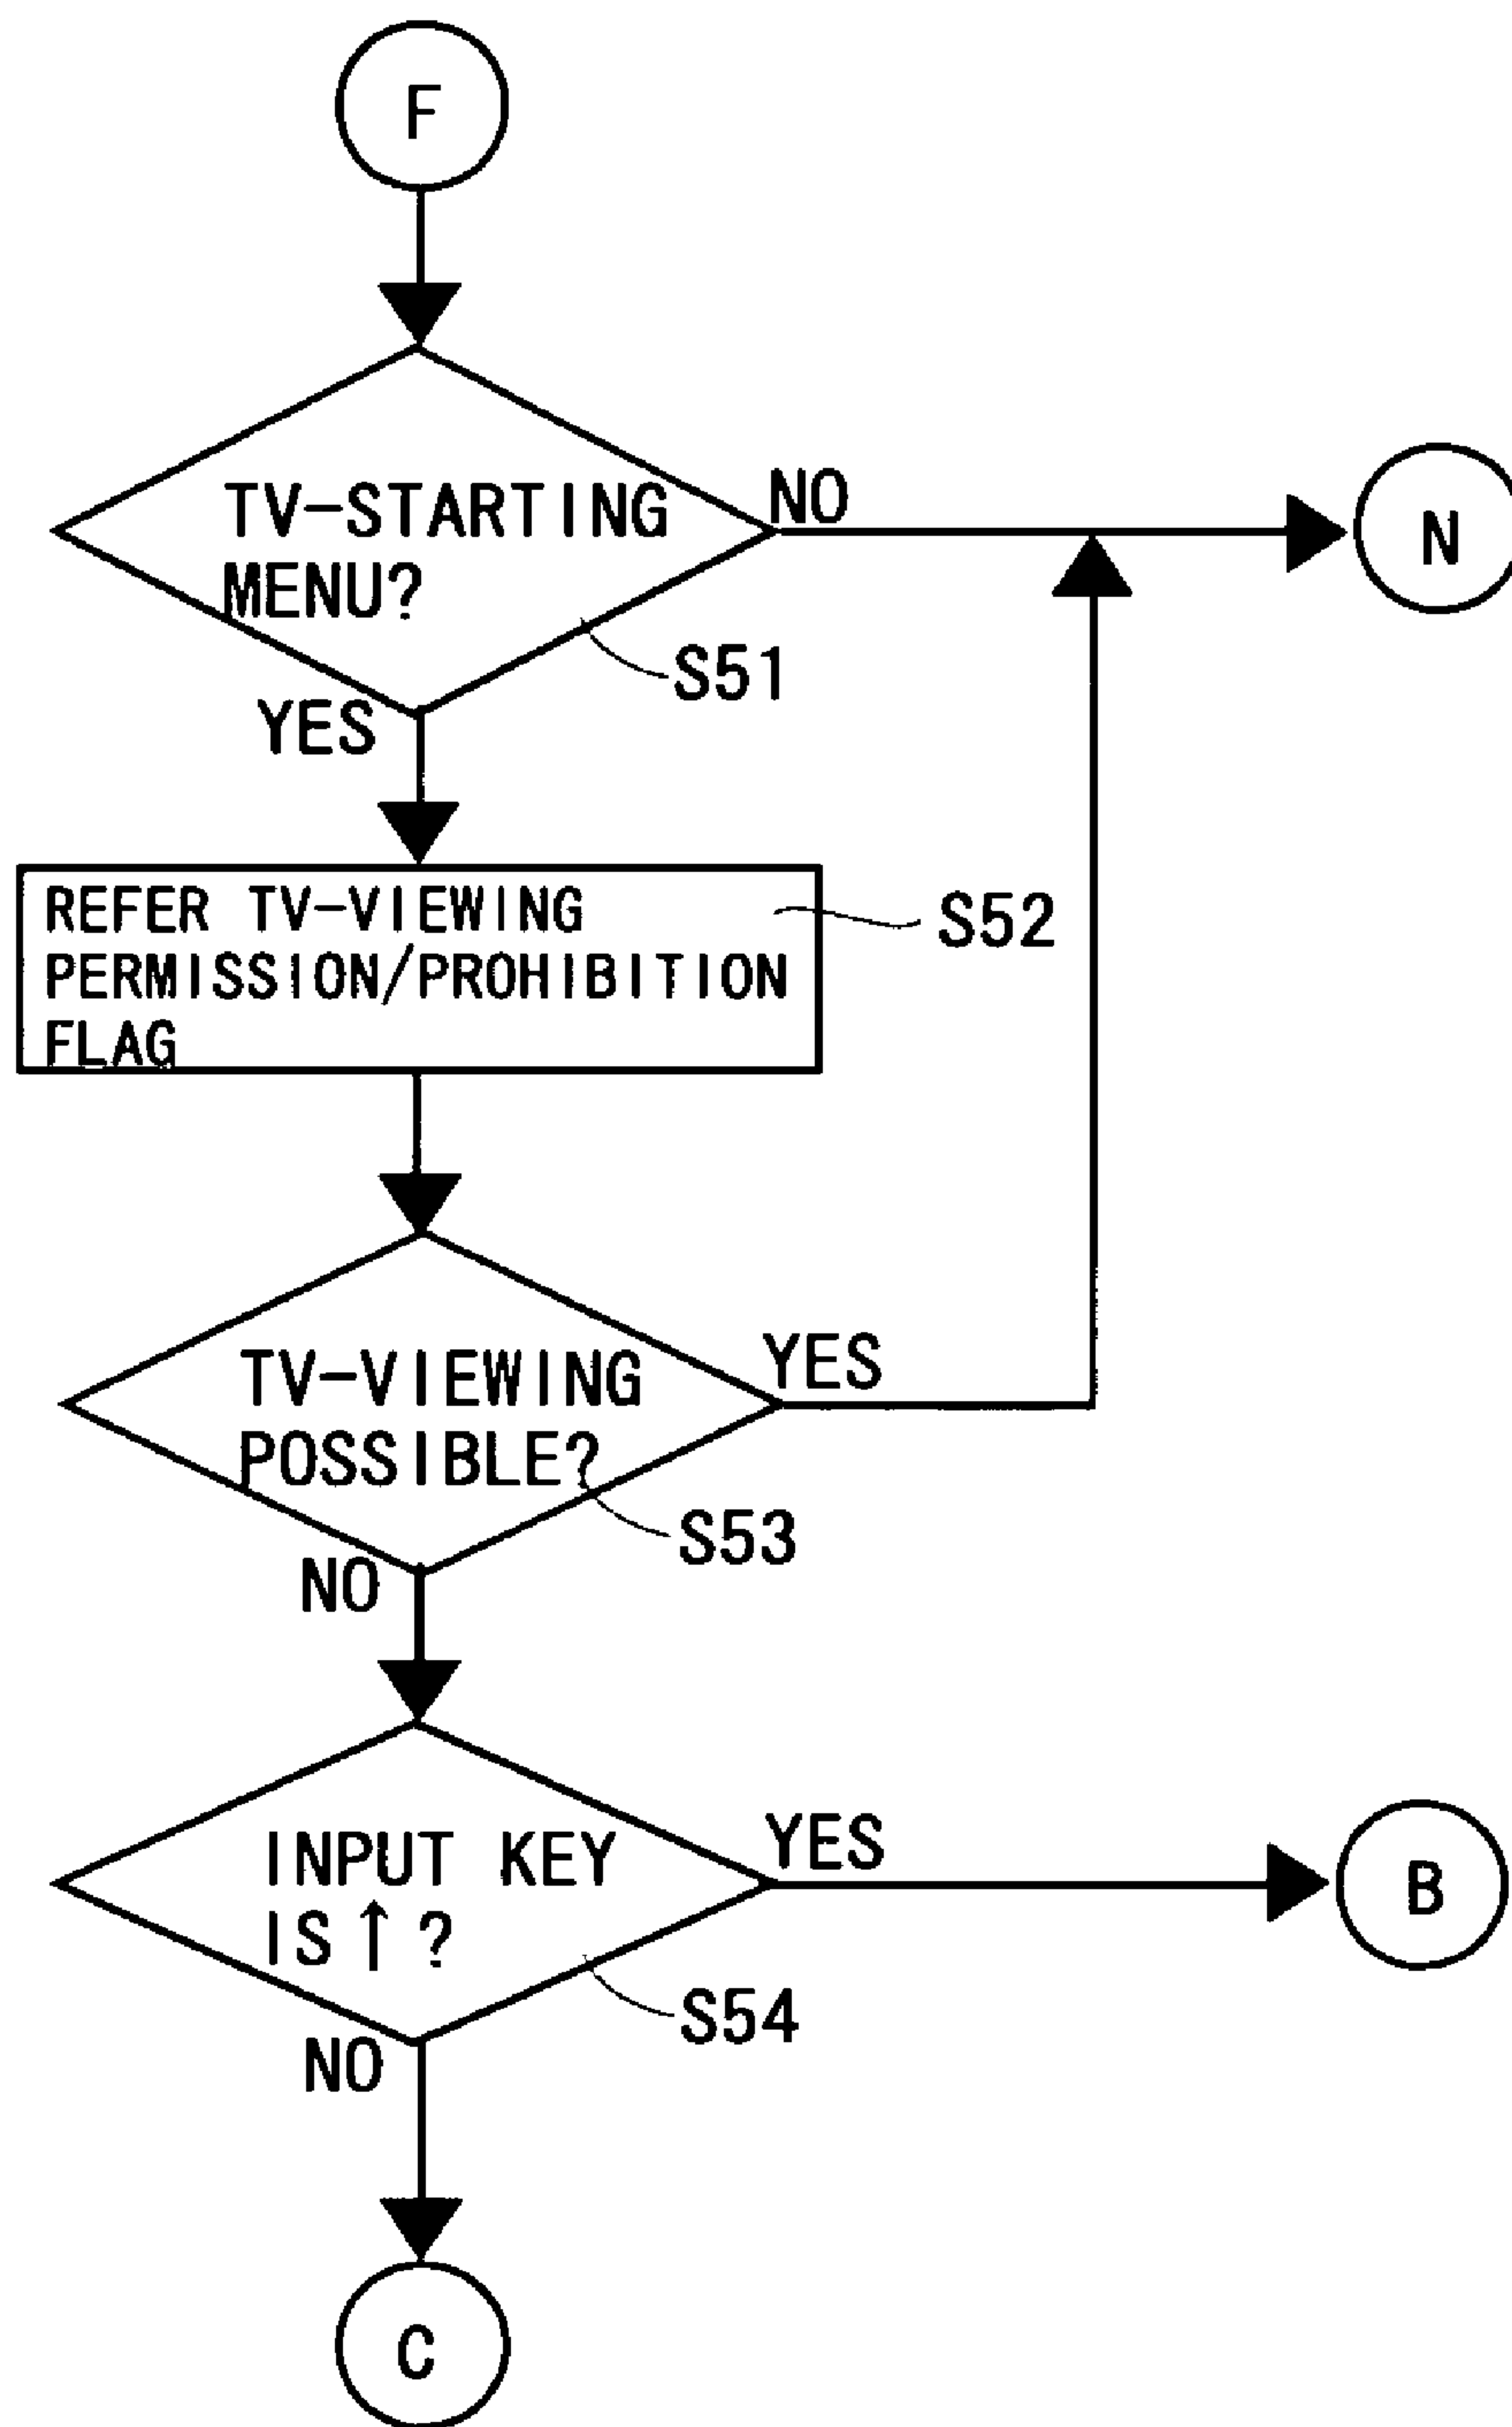 F
TV-STARTING
MENU?
NO
N
S51
YES
REFER TV-VIEWING
PERMISSION/PROHIBITION
FLAG
S52
TV-VIEWING
POSSIBLE?
YES
S53
NO
INPUT KEY
IS↑?
YES
B
S54
NO
C